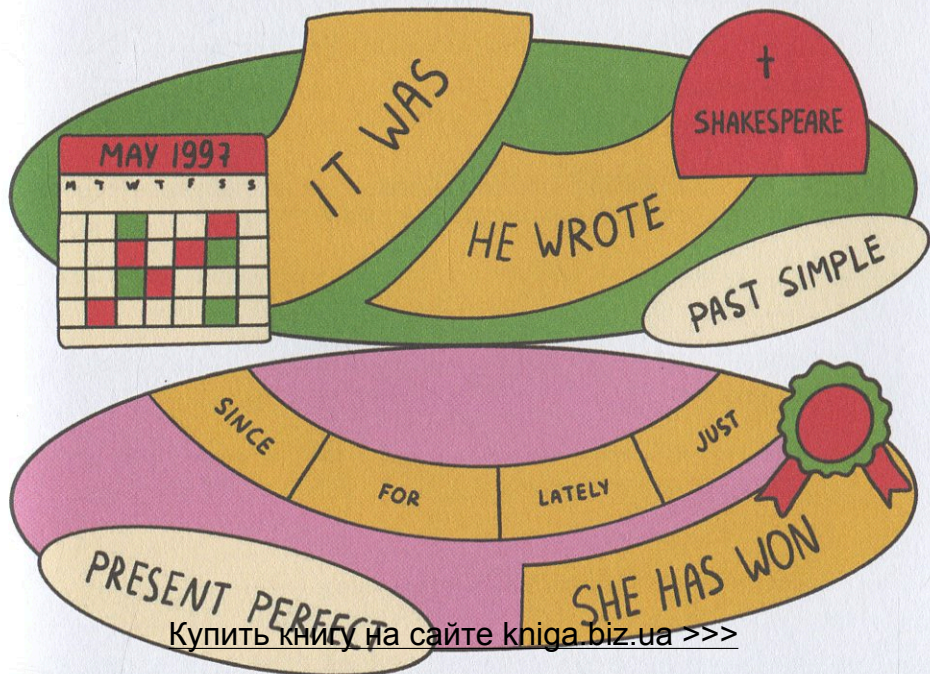 IT WAS
†
SHAKESPEARE
MAY 1997
M T W T F S S
HE WROTE
PAST SIMPLE
SINCE
FOR
LATELY
JUST
SHE HAS WON
PRESENT PERFECT
Купить книгу на сайте kniga.biz.ua >>>